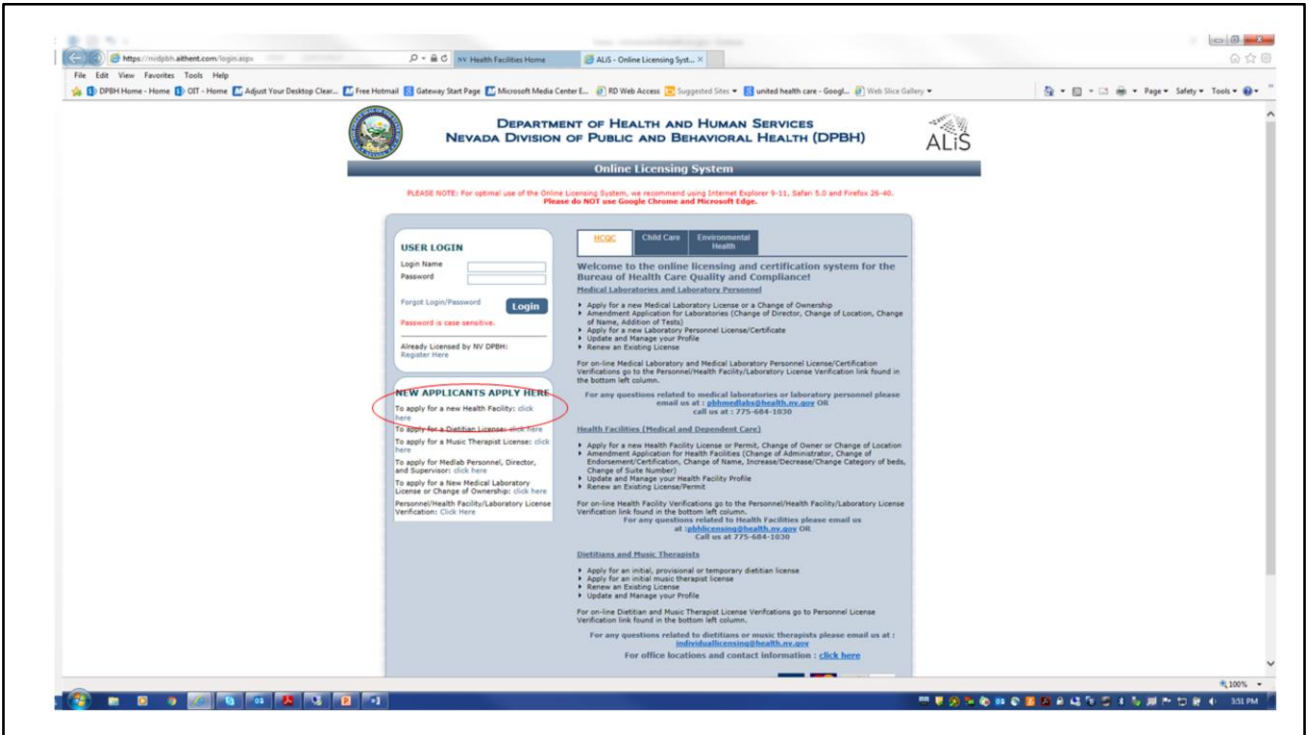 https://nvdpbh.aithent.com/login.aspx
NV Health Facilities Home
ALiS - Online Licensing Syst...
File Edit View Favorites Tools Help
DPBH Home - Home OIT - Home Adjust Your Desktop Clear... Free Hotmail Gateway Start Page Microsoft Media Center E... RD Web Access Suggested Sites united health care - Googl... Web Slice Gallery
Page Safety Tools
DEPARTMENT OF HEALTH AND HUMAN SERVICES
NEVADA DIVISION OF PUBLIC AND BEHAVIORAL HEALTH (DPBH)
ALiS
Online Licensing System
PLEASE NOTE: For optimal use of the Online Licensing System, we recommend using Internet Explorer 9-11, Safari 5.0 and Firefox 26-40.
Please do NOT use Google Chrome and Microsoft Edge.
USER LOGIN
Login Name
Password
Forgot Login/Password
Login
Password is case sensitive.
Already Licensed by NV DPBH:
Register Here
NEW APPLICANTS APPLY HERE
To apply for a new Health Facility: click
here
To apply for a Dietitian License: click here
To apply for a Music Therapist License: click
here
To apply for Medlab Personnel, Director,
and Supervisor: click here
To apply for a New Medical Laboratory
License or Change of Ownership: click here
Personnel/Health Facility/Laboratory License
Verification: Click Here
HCQC
Child Care
Environmental
Health
Welcome to the online licensing and certification system for the
Bureau of Health Care Quality and Compliance!
Medical Laboratories and Laboratory Personnel
Apply for a new Medical Laboratory License or a Change of Ownership
Amendment Application for Laboratories (Change of Director, Change of Location, Change
of Name, Addition of Tests)
Apply for a new Laboratory Personnel License/Certificate
Update and Manage your Profile
Renew an Existing License
For on-line Medical Laboratory and Medical Laboratory Personnel License/Certification
Verifications go to the Personnel/Health Facility/Laboratory License Verification link found in
the bottom left column.
For any questions related to medical laboratories or laboratory personnel please
email us at : pbhmedlabs@health.nv.gov OR
call us at : 775-684-1030
Health Facilities (Medical and Dependent Care)
Apply for a new Health Facility License or Permit, Change of Owner or Change of Location
Amendment Application for Health Facilities (Change of Administrator, Change of
Endorsement/Certification, Change of Name, Increase/Decrease/Change Category of beds,
Change of Suite Number)
Update and Manage your Health Facility Profile
Renew an Existing License/Permit
For on-line Health Facility Verifications go to the Personnel/Health Facility/Laboratory License
Verification link found in the bottom left column.
For any questions related to Health Facilities please email us
at :pbhlicensing@health.nv.gov OR
Call us at 775-684-1030
Dietitians and Music Therapists
Apply for an initial, provisional or temporary dietitian license
Apply for an initial music therapist license
Renew an Existing License
Update and Manage your Profile
For on-line Dietitian and Music Therapist License Verifcations go to Personnel License
Verification link found in the bottom left column.
For any questions related to dietitians or music therapists please email us at :
individuallicensing@health.nv.gov
For office locations and contact information : click here
100%
3:51 PM